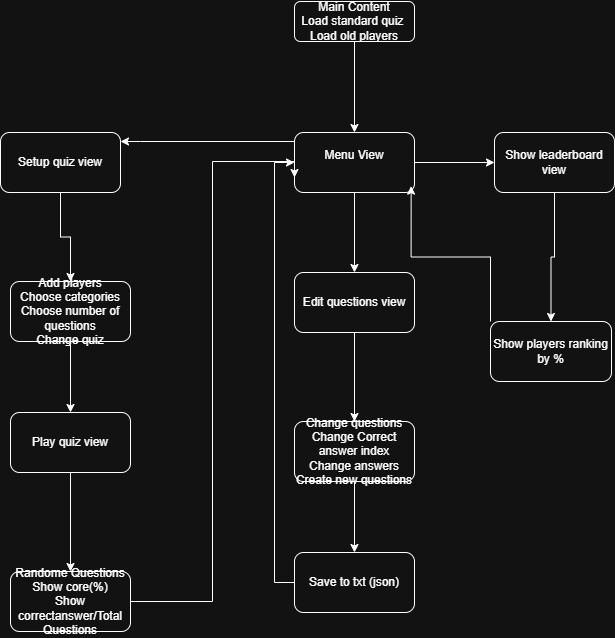 Main Content
Load standard quiz
Load old players
Setup quiz view
Menu View
Show leaderboard
view
Add players
Choose categories
Choose number of
questions
Change quiz
Edit questions view
Show players ranking
by %
Play quiz view
Change questions
Change Correct
answer index
Change answers
Create new questions
Randome Questions
Show core(%)
Show
correctanswer/Total
Questions
Save to txt (json)